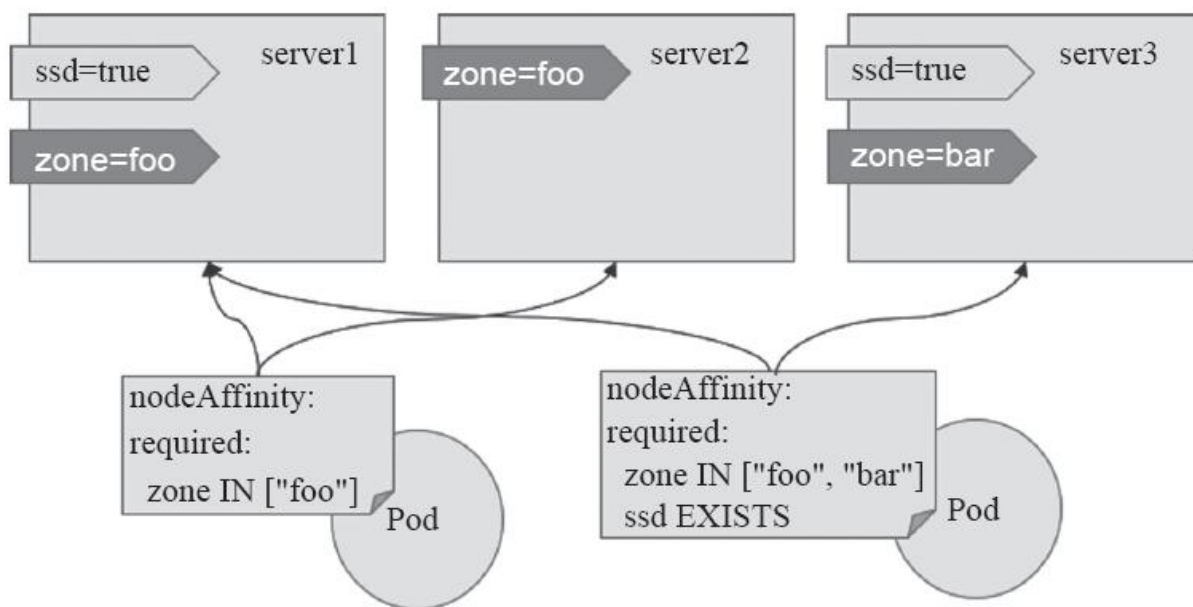 ssd=true
server1
zone=foo
zone=foo
server2
ssd=true
server3
zone=bar
nodeAffinity:
required:
zone IN ["foo"]
Pod
nodeAffinity:
required:
zone IN ["foo", "bar"]
ssd EXISTS
Pod